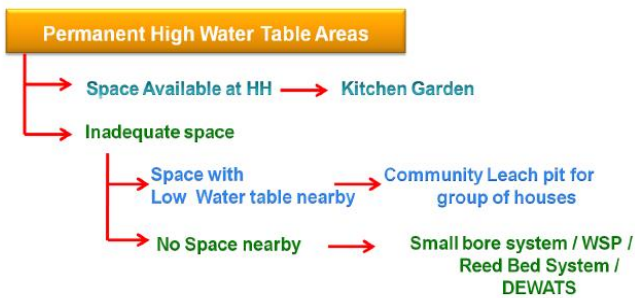 Permanent High Water Table Areas
Space Available at HH
Kitchen Garden
Inadequate space
Space with
Low Water table nearby
Community Leach pit for
group of houses
No Space nearby
Small bore system / WSP /
Reed Bed System /
DEWATS